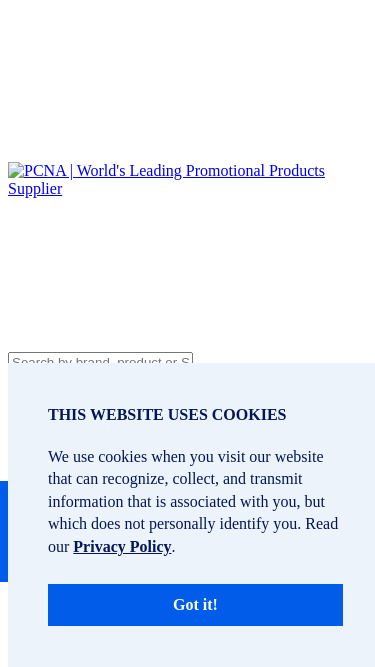 PCNA | World's Leading Promotional Products
Supplier
Search by brand, product or S
THIS WEBSITE USES COOKIES
We use cookies when you visit our website
that can recognize, collect, and transmit
information that is associated with you, but
which does not personally identify you. Read
our Privacy Policy.
Got it!